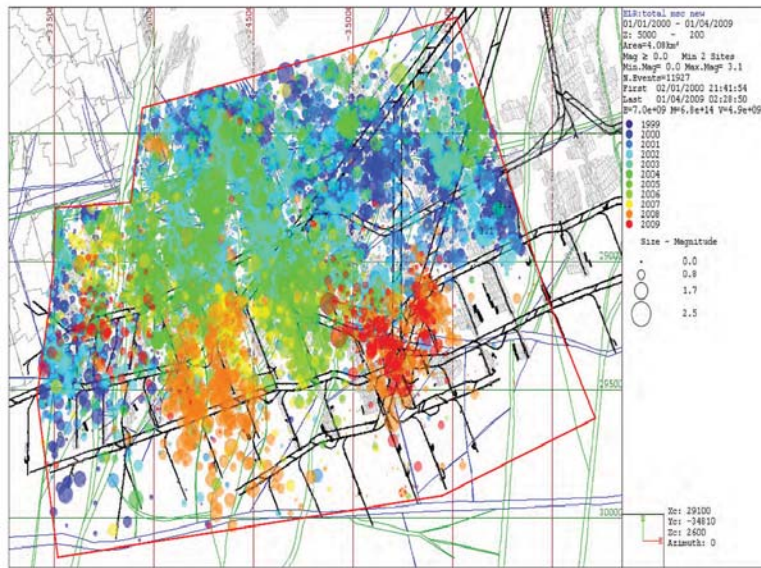 ELR:total msc new
01/01/2000 - 01/04/2009
Z: 5000 - 200
Area=4.08km²
Mag ≥ 0.0 Min 2 Sites
Min.Mag= 0.0 Max.Mag= 3.1
N.Events=11927
First 02/01/2000 21:41:54
Last 01/04/2009 02:28:50
E=7.0e+09 M=6.8e+14 V=4.9e+09
1999
2000
2001
2002
2003
2004
2005
2006
2007
2008
2009
Size - Magnitude
0.0
0.8
1.7
2.5
29000
29500
30000
Xc: 29100
Yc: -34810
Zc: 2600
Azimuth: 0